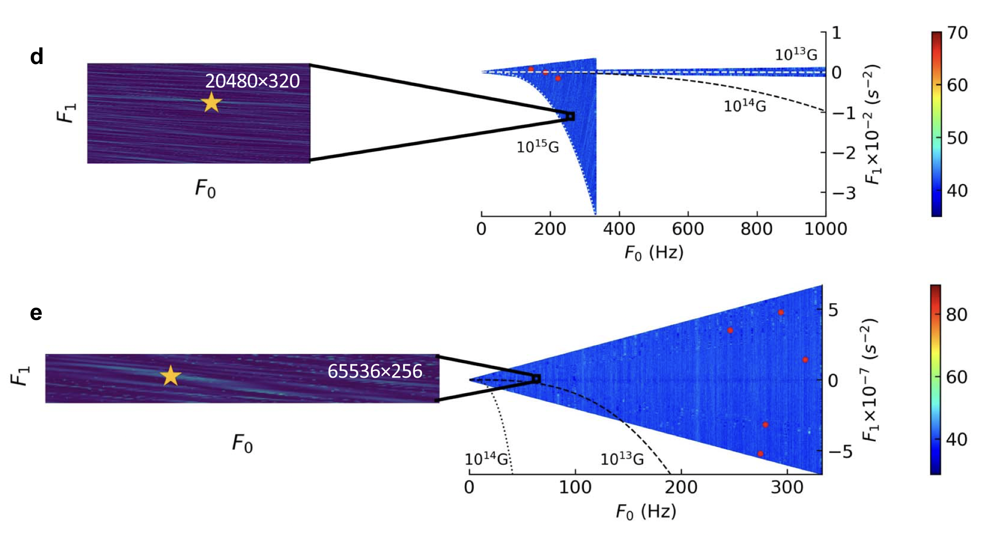 d
20480×320
F₁
F₀
10¹³G
10¹⁴G
10¹⁵G
1
0
−1
−2
−3
F₁×10⁻² (s⁻²)
0 200 400 600 800 1000
F₀ (Hz)
70
60
50
40
e
65536×256
F₁
F₀
10¹⁴G
10¹³G
5
0
−5
F₁×10⁻⁷ (s⁻²)
0 100 200 300
F₀ (Hz)
80
60
40